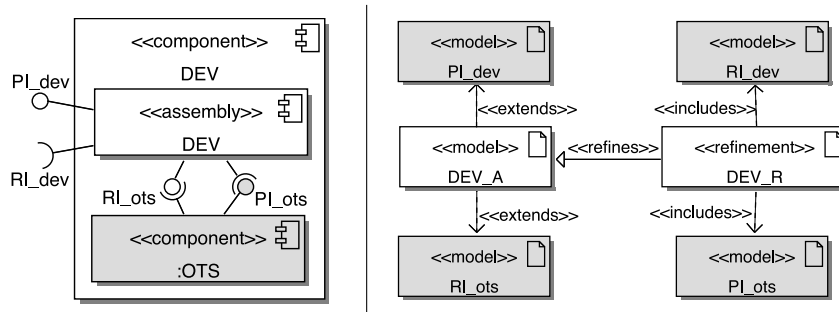 <<component>>
DEV
PI_dev
<<assembly>>
DEV
RI_dev
RI_ots
PI_ots
<<component>>
:OTS
<<model>>
PI_dev
<<model>>
RI_dev
<<extends>>
<<includes>>
<<model>>
DEV_A
<<refines>>
<<refinement>>
DEV_R
<<extends>>
<<includes>>
<<model>>
RI_ots
<<model>>
PI_ots